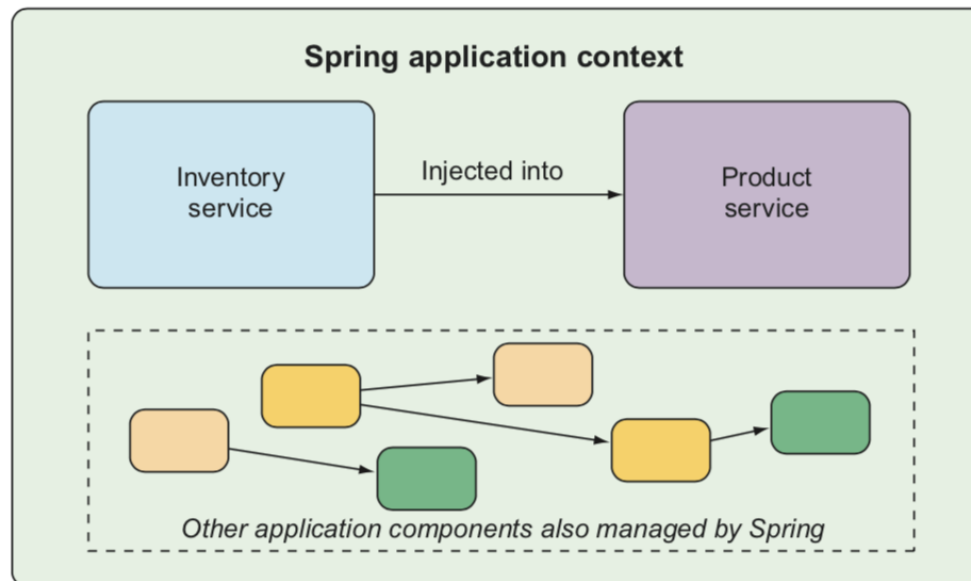 Spring application context
Inventory
service
Injected into
Product
service
Other application components also managed by Spring